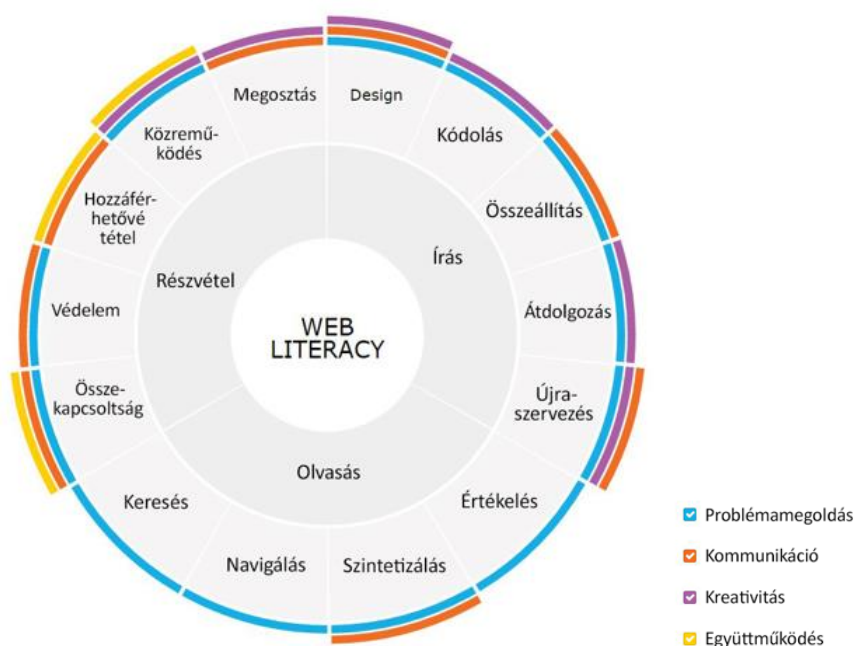 Megosztás
Design
Közremű-
ködés
Kódolás
Hozzáfér-
hetővé
tétel
Összeállítás
Részvétel
Írás
Védelem
WEB
LITERACY
Átdolgozás
Össze-
kapcsoltság
Újra-
szervezés
Olvasás
Keresés
Értékelés
Navigálás
Szintetizálás
Problémamegoldás
Kommunikáció
Kreativitás
Együttműködés